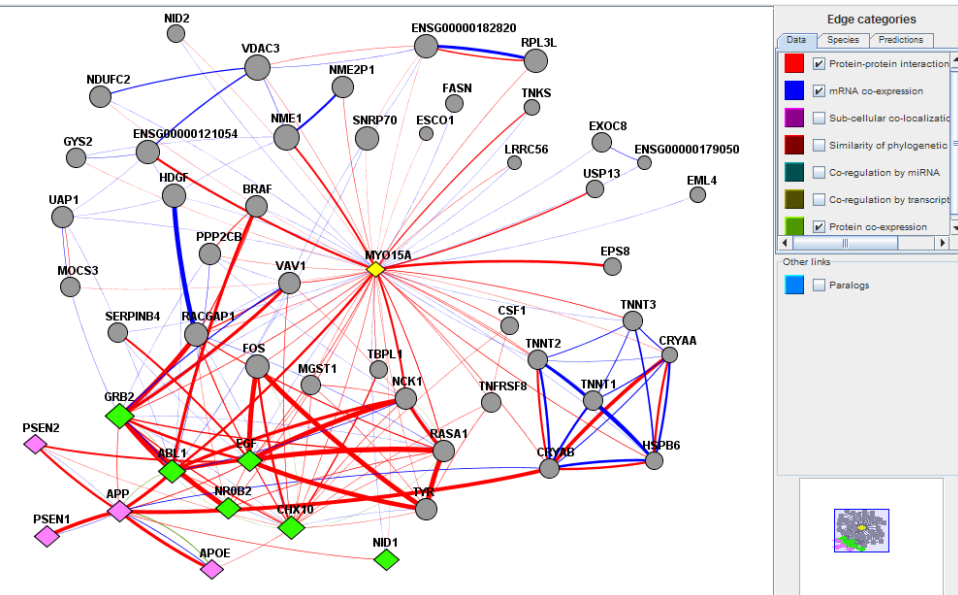 NID2
ENSG00000182820
VDAC3
RPL3L
NDUFC2
NME2P1
FASN
TNKS
NME1
SNRP70
ESCO1
EXOC8
GYS2
ENSG00000121054
LRRC56
ENSG00000179050
HDGF
BRAF
USP13
EML4
UAP1
PPP2CB
MYO15A
EPS8
MOCS3
VAV1
SERPINB4
RACGAP1
CSF1
TNNT3
FOS
TBPL1
TNNT2
CRYAA
MGST1
NCK1
TNFRSF8
TNNT1
GRB2
PSEN2
ABL1
EGF
RASA1
CRYAB
HSPB6
APP
NR0B2
CHX10
TYR
PSEN1
APOE
NID1
Edge categories
Data Species Predictions
Protein-protein interaction
mRNA co-expression
Sub-cellular co-localizatic
Similarity of phylogenetic
Co-regulation by miRNA
Co-regulation by transcript
Protein co-expression
Other links
Paralogs